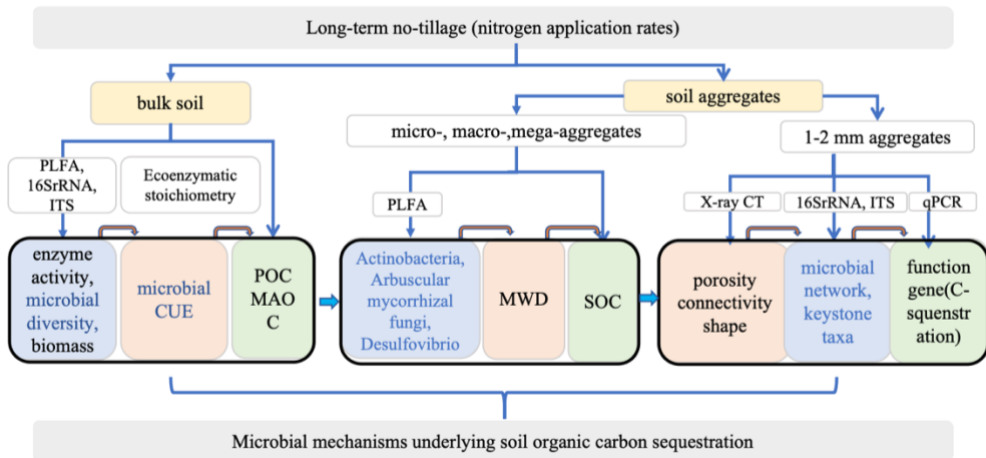 Long-term no-tillage (nitrogen application rates)
bulk soil
soil aggregates
micro-, macro-,mega-aggregates
1-2 mm aggregates
PLFA,
16SrRNA,
ITS
Ecoenzymatic
stoichiometry
PLFA
X-ray CT
16SrRNA, ITS
qPCR
enzyme
activity,
microbial
diversity,
biomass
microbial
CUE
POC
MAO
C
Actinobacteria,
Arbuscular
mycorrhizal
fungi,
Desulfovibrio
MWD
SOC
porosity
connectivity
shape
microbial
network,
keystone
taxa
function
gene(C-
squenstr
ation)
Microbial mechanisms underlying soil organic carbon sequestration